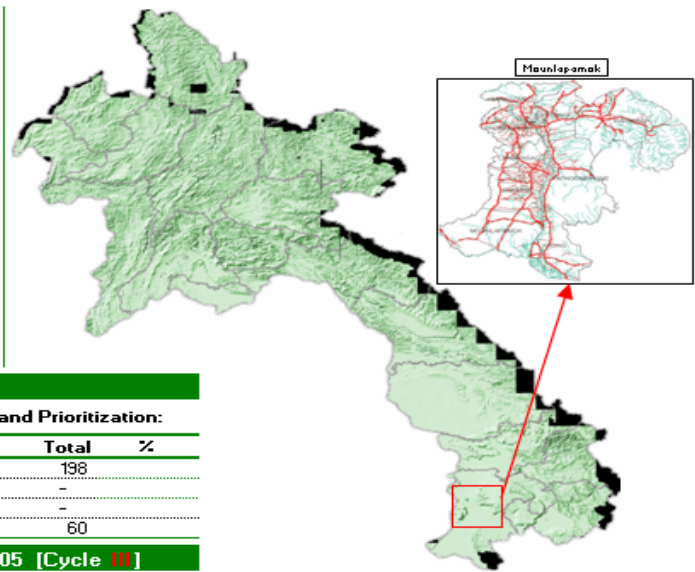 Mounlapamok
and Prioritization:
Total %
198
-
-
60
05 [Cycle III]